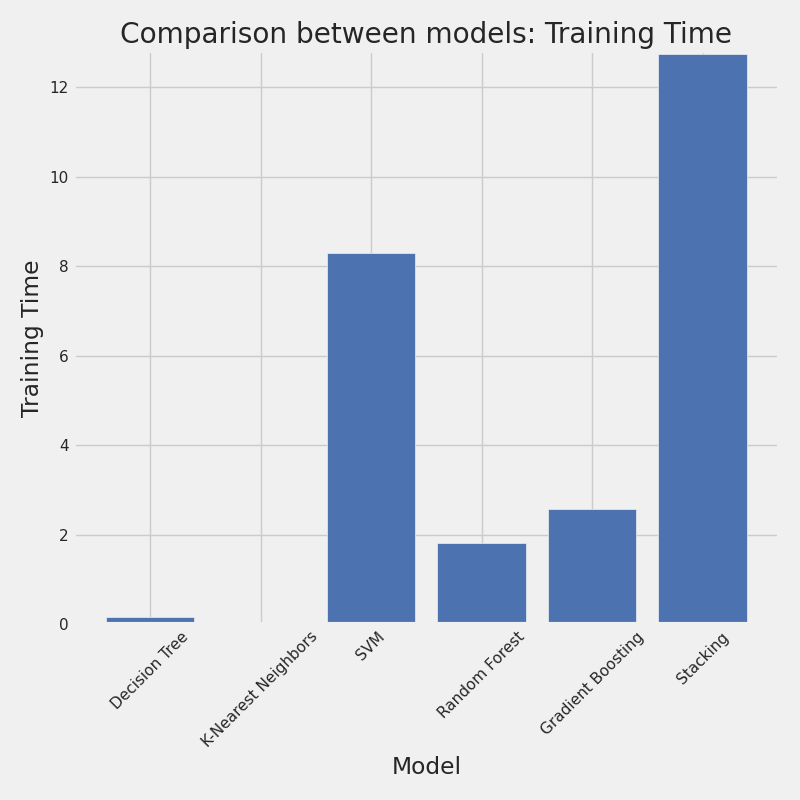 Comparison between models: Training Time
Training Time
12
10
8
6
4
2
0
Decision Tree
K-Nearest Neighbors
SVM
Random Forest
Gradient Boosting
Stacking
Model